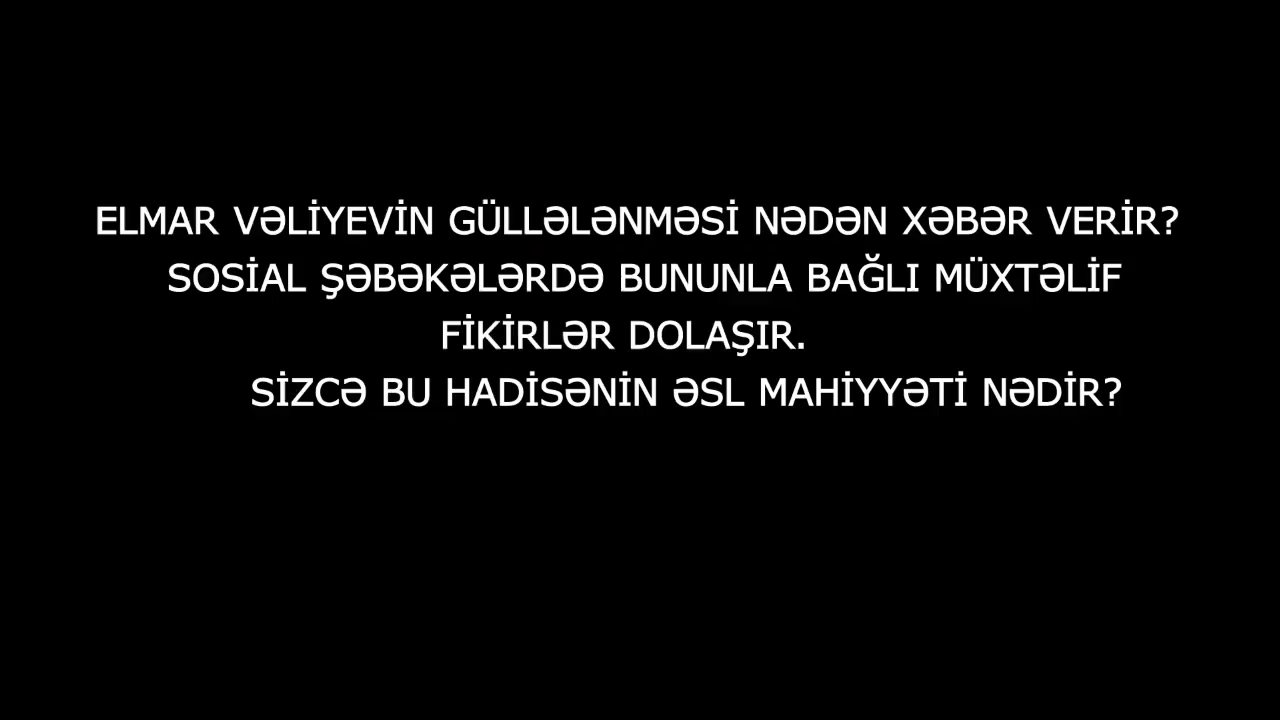 ELMAR VƏLİYEVİN GÜLLƏLƏNMƏSİ NƏDƏN XƏBƏR VERİR?
SOSİAL ŞƏBƏKƏLƏRDƏ BUNUNLA BAĞLI MÜXTƏLİF
FİKİRLƏR DOLAŞIR.
SİZCƏ BU HADİSƏNİN ƏSL MAHİYYƏTİ NƏDİR?